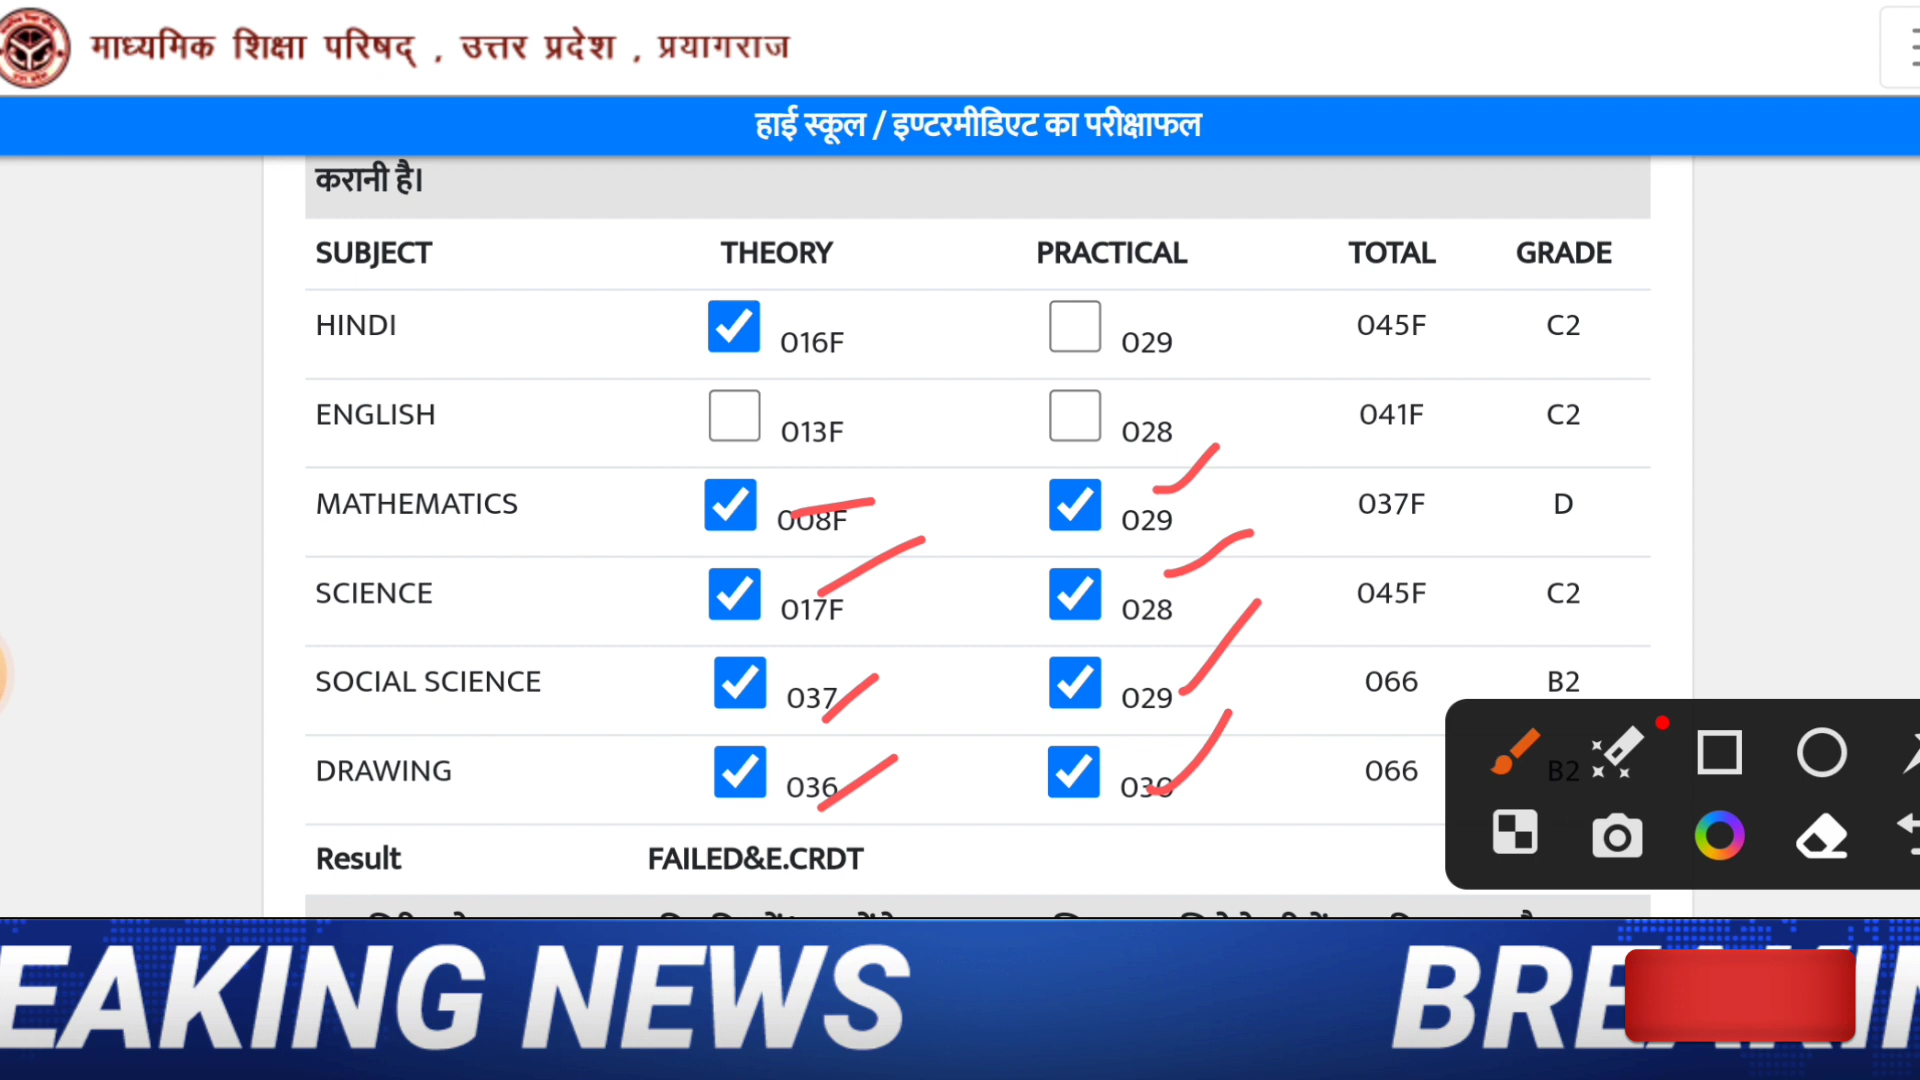 माध्यमिक शिक्षा परिषद् , उत्तर प्रदेश , प्रयागराज
हाई स्कूल / इण्टरमीडिएट का परीक्षाफल
करानी है।
SUBJECT THEORY PRACTICAL TOTAL GRADE
HINDI 016F 029 045F C2
ENGLISH 013F 028 041F C2
MATHEMATICS 008F 029 037F D
SCIENCE 017F 028 045F C2
SOCIAL SCIENCE 037 029 066 B2
DRAWING 036 030 066 B2
Result FAILED&E.CRDT
EAKING NEWS BREAKIN